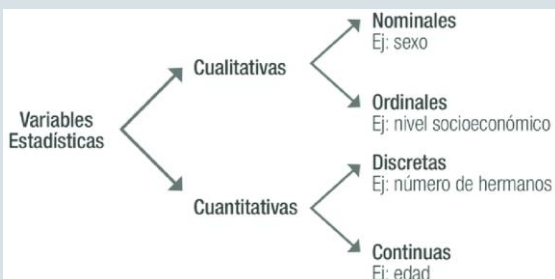 Variables
Estadísticas
Cualitativas
Nominales
Ej: sexo
Ordinales
Ej: nivel socioeconómico
Cuantitativas
Discretas
Ej: número de hermanos
Continuas
Ej: edad